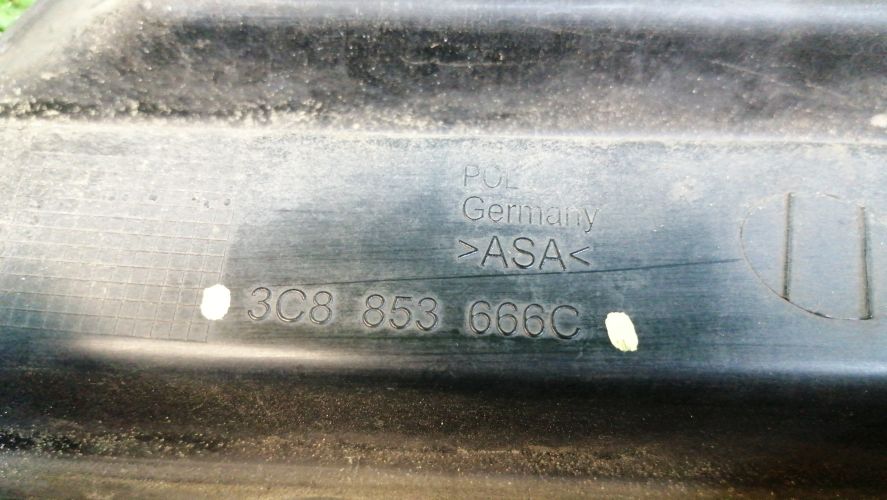 POL
Germany
>ASA<
3C8 853 666C